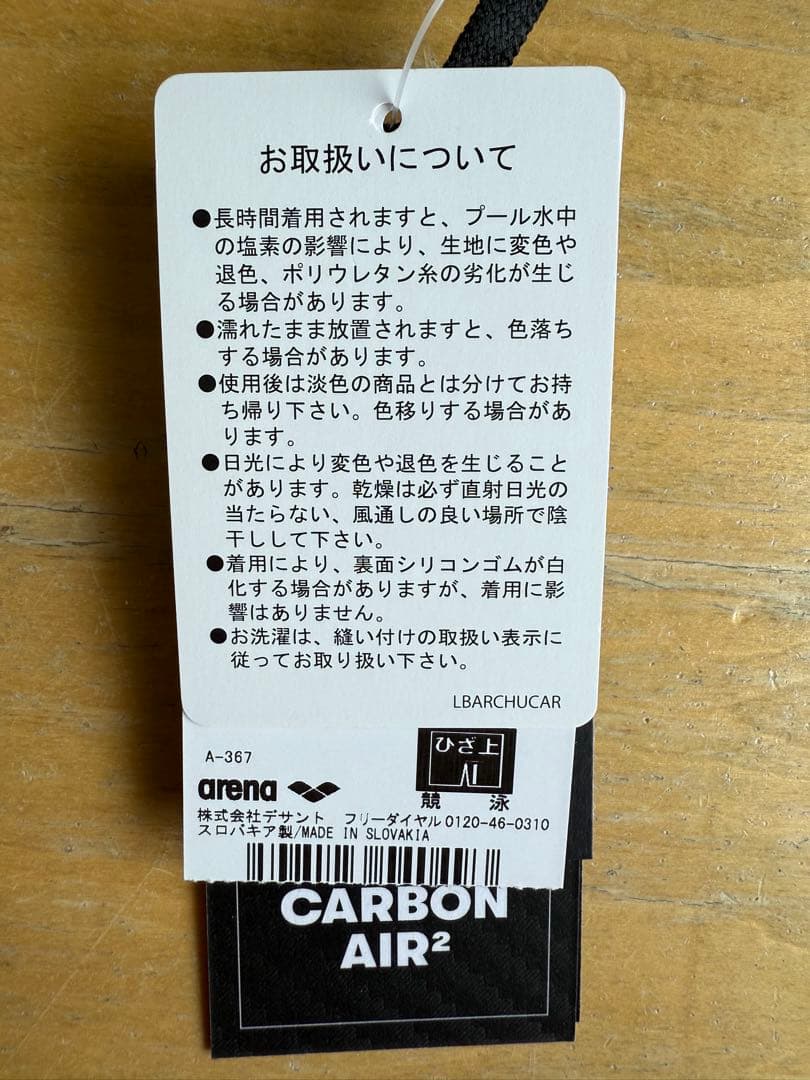 お取扱いについて
●長時間着用されますと、プール水中
の塩素の影響により、生地に変色や
退色、ポリウレタン糸の劣化が生じ
る場合があります。
●濡れたまま放置されますと、色落ち
する場合があります。
●使用後は淡色の商品とは分けてお持
ち帰り下さい。色移りする場合があ
ります。
●日光により変色や退色を生じること
があります。乾燥は必ず直射日光の
当たらない、風通しの良い場所で陰
干しして下さい。
●着用により、裏面シリコンゴムが白
化する場合がありますが、着用に影
響はありません。
●お洗濯は、縫い付けの取扱い表示に
従ってお取り扱い下さい。
LBARCHUCAR
A-367
ひざ上
arena
競泳
株式会社デサント フリーダイヤル0120-46-0310
スロバキア製/MADE IN SLOVAKIA
CARBON
AIR²